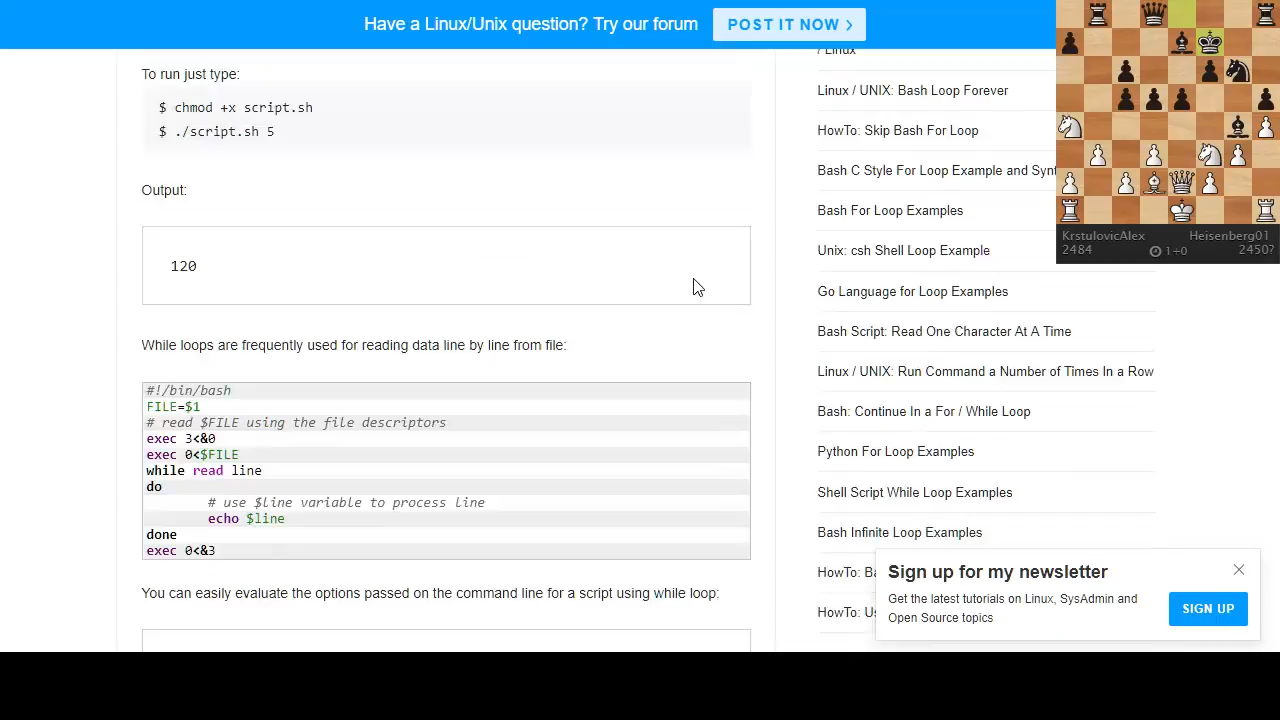 Have a Linux/Unix question? Try our forum
POST IT NOW >
To run just type:
$ chmod +x script.sh
$ ./script.sh 5
Output:
120
While loops are frequently used for reading data line by line from file:
#!/bin/bash
FILE=$1
# read $FILE using the file descriptors
exec 3<&0
exec 0<$FILE
while read line
do
# use $line variable to process line
echo $line
done
exec 0<&3
You can easily evaluate the options passed on the command line for a script using while loop:
/ Linux
Linux / UNIX: Bash Loop Forever
HowTo: Skip Bash For Loop
Bash C Style For Loop Example and Synt
Bash For Loop Examples
Unix: csh Shell Loop Example
Go Language for Loop Examples
Bash Script: Read One Character At A Time
Linux / UNIX: Run Command a Number of Times In a Row
Bash: Continue In a For / While Loop
Python For Loop Examples
Shell Script While Loop Examples
Bash Infinite Loop Examples
HowTo: Ba
HowTo: Us
KrstulovicAlex Heisenberg01
2484 1+0 2450?
Sign up for my newsletter
Get the latest tutorials on Linux, SysAdmin and
Open Source topics
SIGN UP